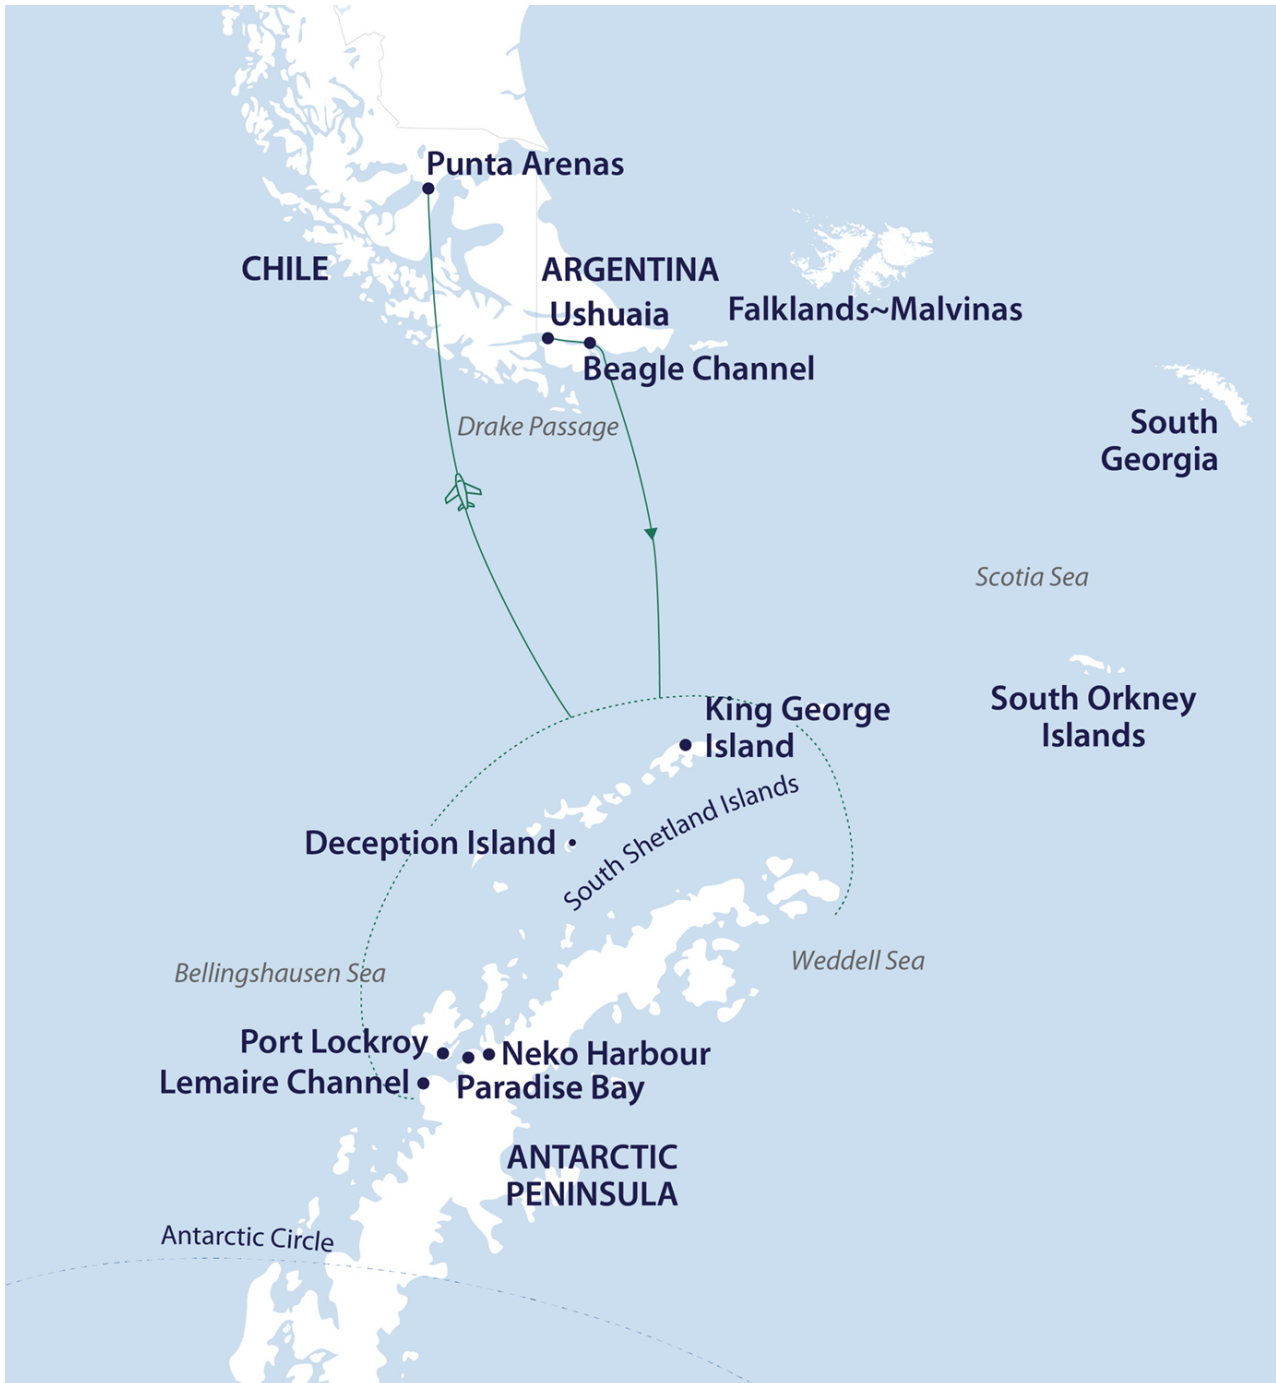 Punta Arenas
CHILE
ARGENTINA
Ushuaia
Falklands~Malvinas
Beagle Channel
Drake Passage
South
Georgia
Scotia Sea
King George
Island
South Orkney
Islands
South Shetland Islands
Deception Island
Weddell Sea
Bellingshausen Sea
Port Lockroy
Neko Harbour
Lemaire Channel
Paradise Bay
ANTARCTIC
PENINSULA
Antarctic Circle